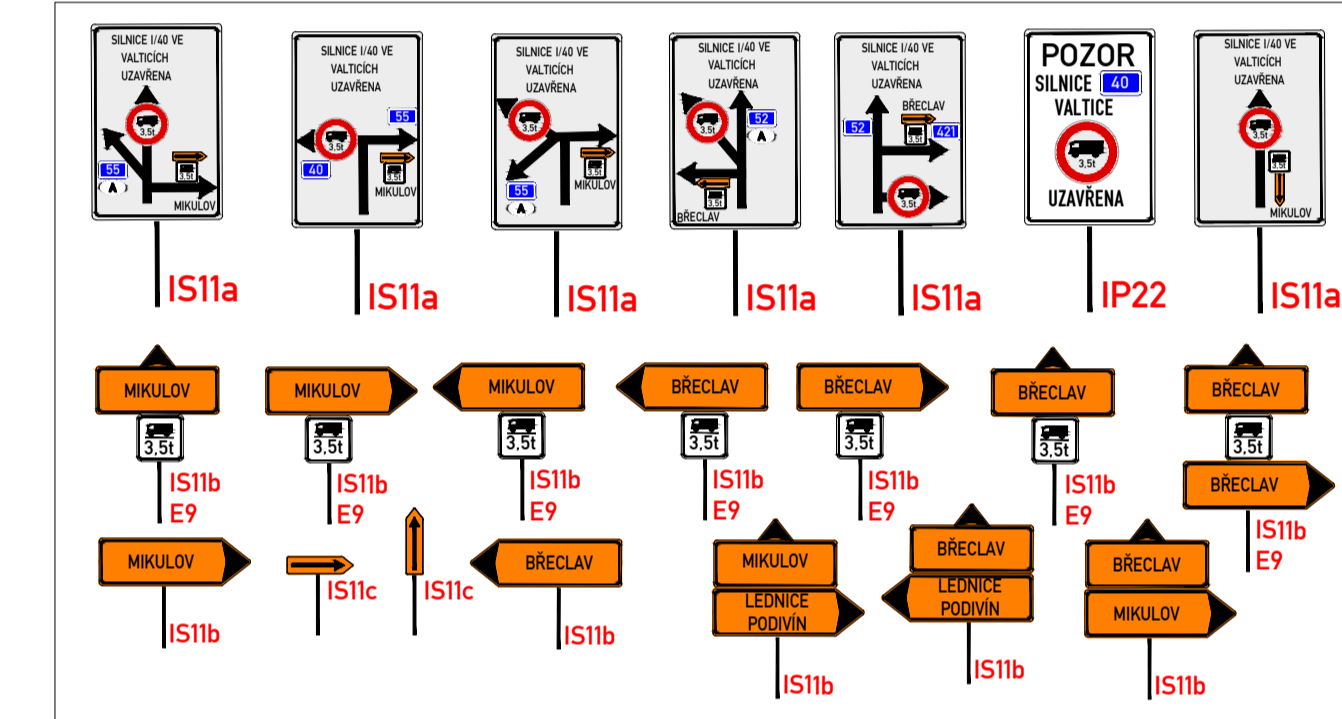 SILNICE I/40 VE
VALTICÍCH
UZAVŘENA
3,5t
55
A
3,5t
MIKULOV
IS11a
SILNICE I/40 VE
VALTICÍCH
UZAVŘENA
55
3,5t
40
3,5t
MIKULOV
IS11a
SILNICE I/40 VE
VALTICÍCH
UZAVŘENA
3,5t
3,5t
MIKULOV
55
A
IS11a
SILNICE I/40 VE
VALTICÍCH
UZAVŘENA
52
A
3,5t
3,5t
BŘECLAV
IS11a
SILNICE I/40 VE
VALTICÍCH
UZAVŘENA
BŘECLAV
52
421
3,5t
3,5t
IS11a
POZOR
SILNICE 40
VALTICE
3,5t
UZAVŘENA
IP22
SILNICE I/40 VE
VALTICÍCH
UZAVŘENA
3,5t
3,5t
MIKULOV
IS11a
MIKULOV
3,5t
IS11b
E9
MIKULOV
3,5t
IS11b
E9
MIKULOV
3,5t
IS11b
E9
BŘECLAV
3,5t
IS11b
E9
BŘECLAV
3,5t
IS11b
E9
BŘECLAV
3,5t
IS11b
E9
BŘECLAV
3,5t
BŘECLAV
IS11b
E9
MIKULOV
IS11b
IS11c
IS11c
BŘECLAV
IS11b
MIKULOV
LEDNICE
PODIVÍN
IS11b
BŘECLAV
LEDNICE
PODIVÍN
IS11b
BŘECLAV
MIKULOV
IS11b